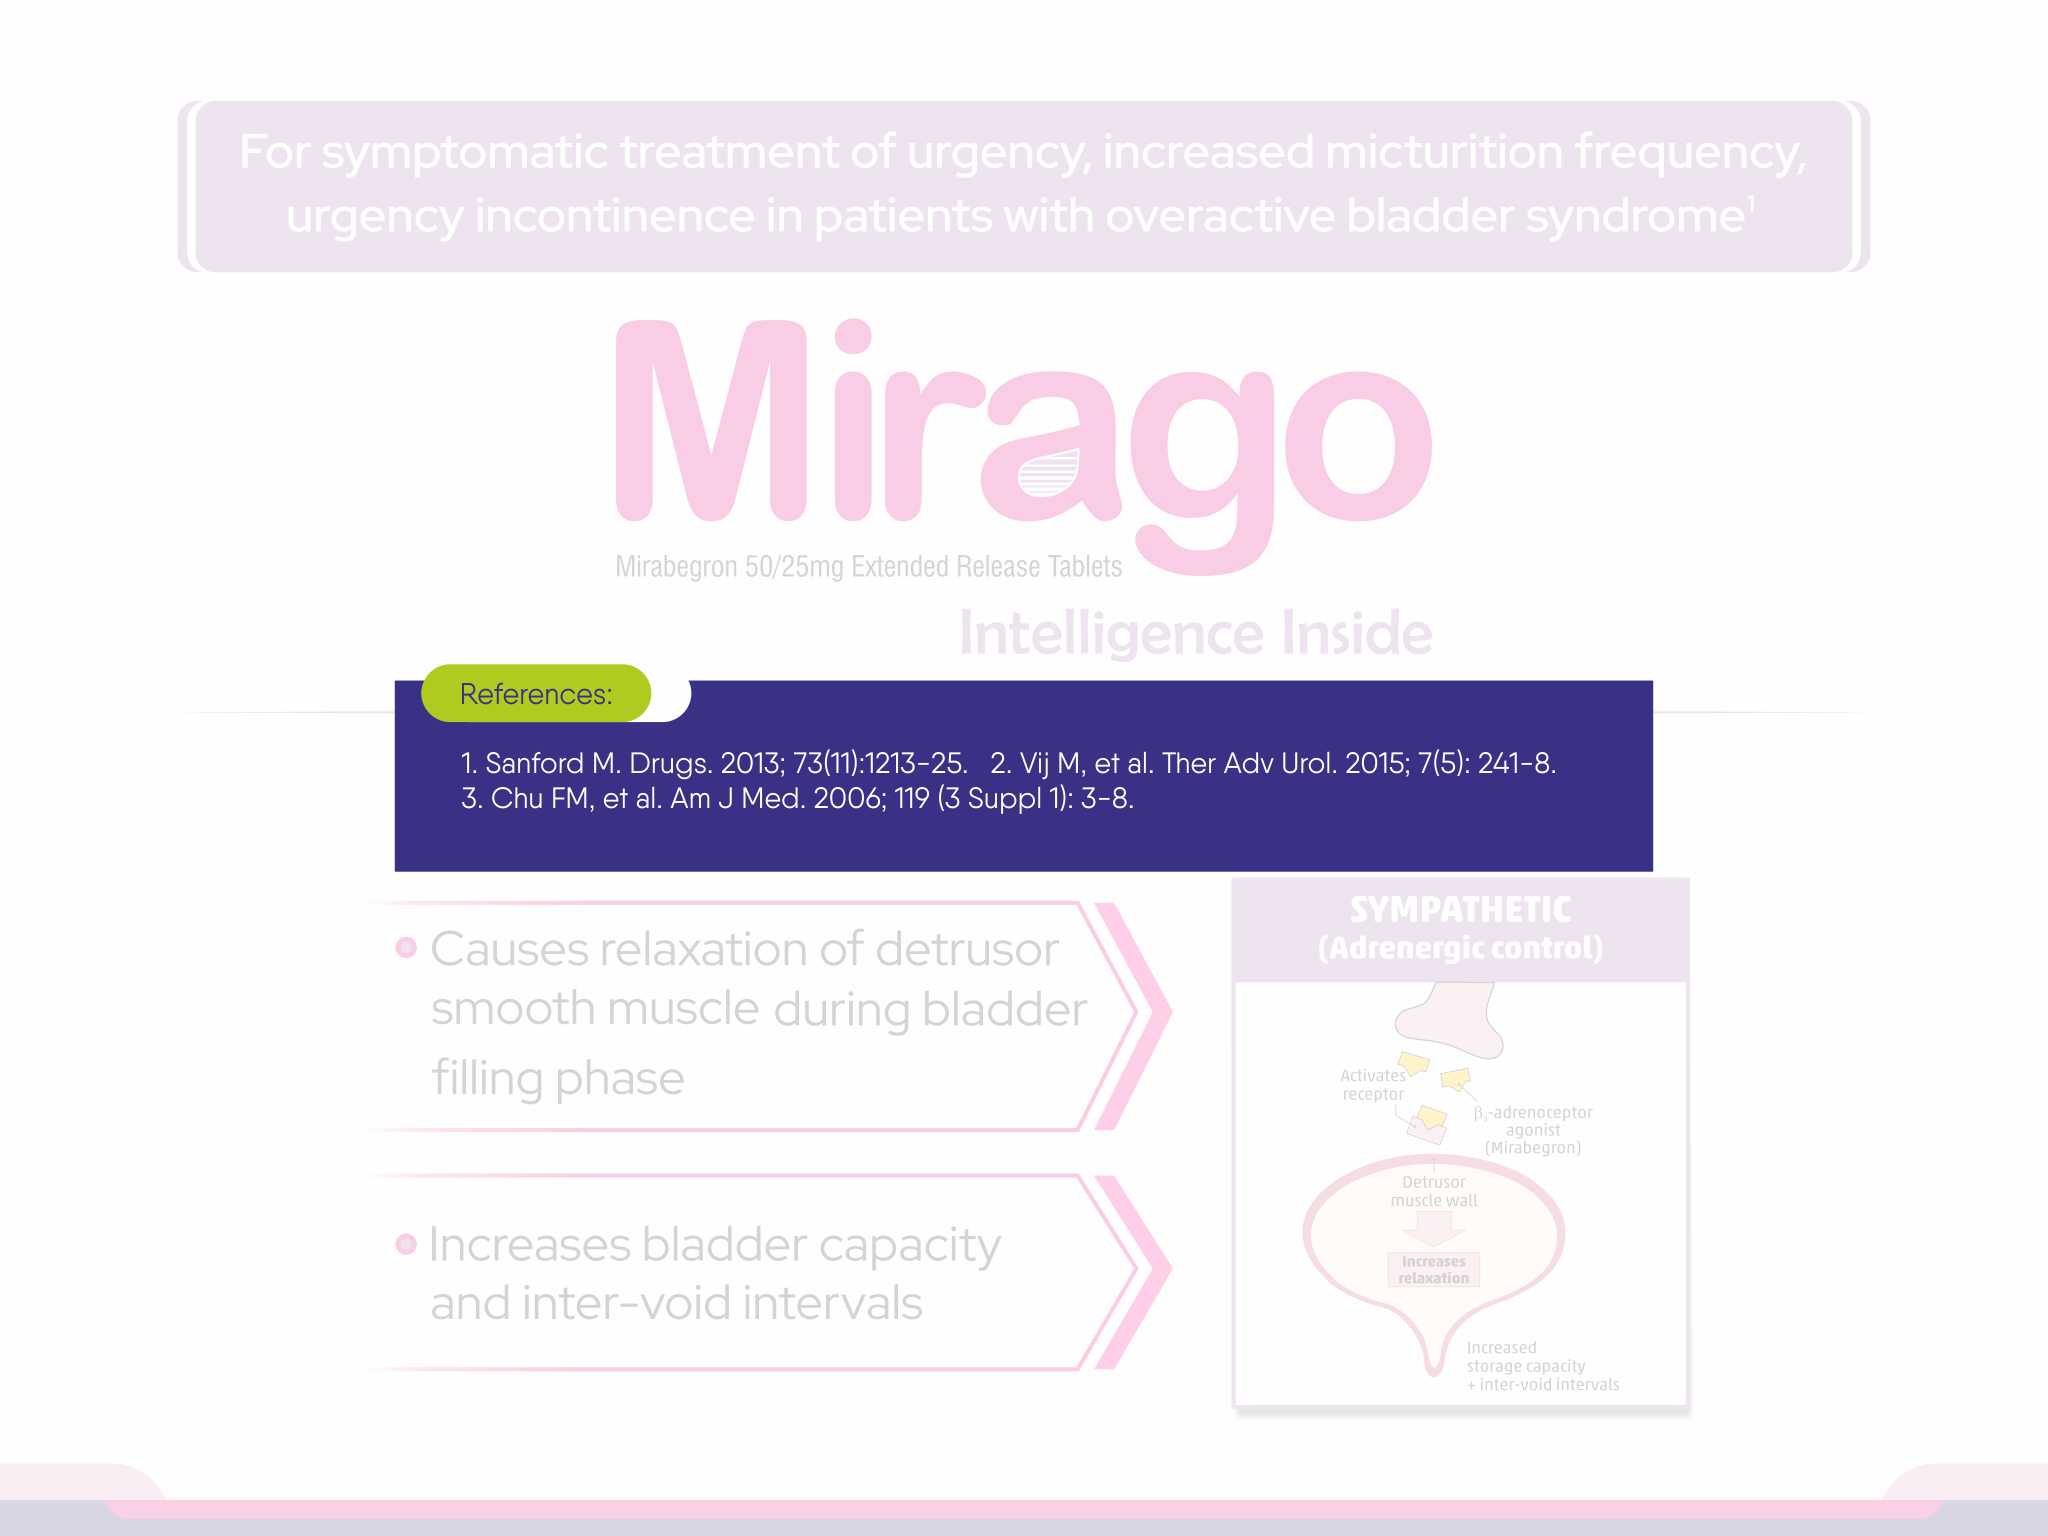 For symptomatic treatment of urgency, increased micturition frequency,
urgency incontinence in patients with overactive bladder syndrome¹
Mirago
Mirabegron 50/25mg Extended Release Tablets
Intelligence Inside
References:
1. Sanford M. Drugs. 2013; 73(11):1213-25. 2. Vij M, et al. Ther Adv Urol. 2015; 7(5): 241-8.
3. Chu FM, et al. Am J Med. 2006; 119 (3 Suppl 1): 3-8.
Causes relaxation of detrusor
smooth muscle during bladder
filling phase
Increases bladder capacity
and inter-void intervals
SYMPATHETIC
(Adrenergic control)
Activates
receptor
β₃-adrenoceptor
agonist
(Mirabegron)
Detrusor
muscle wall
Increases
relaxation
Increased
storage capacity
+ inter-void intervals